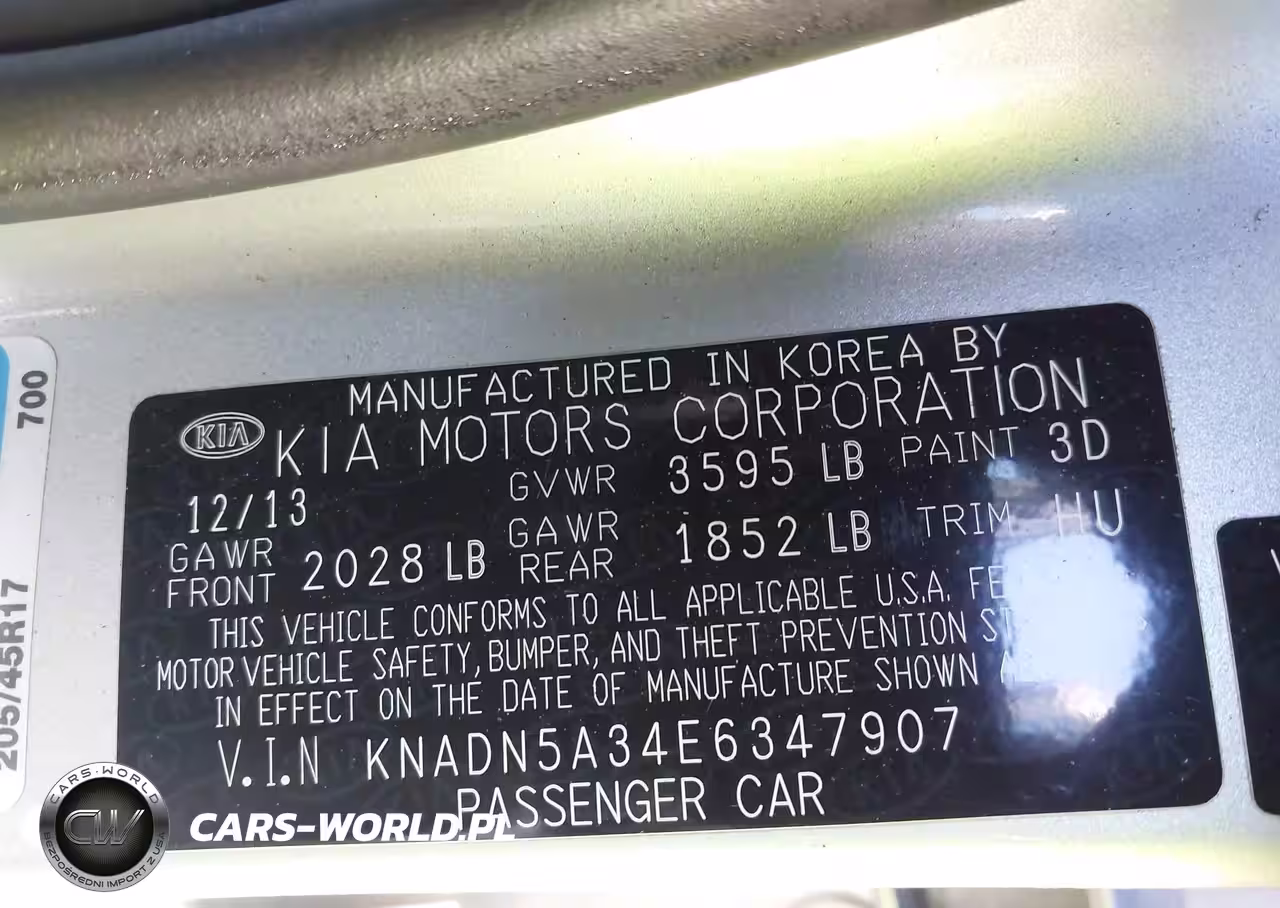 MANUFACTURED IN KOREA BY
KIA KIA MOTORS CORPORATION
12/13 GVWR 3595 LB PAINT 3D
GAWR FRONT 2028 LB GAWR REAR 1852 LB TRIM HU
THIS VEHICLE CONFORMS TO ALL APPLICABLE U.S.A.
MOTOR VEHICLE SAFETY, BUMPER, AND THEFT PREVENTION
IN EFFECT ON THE DATE OF MANUFACTURE SHOWN
V.I.N KNADN5A34E6347907
PASSENGER CAR
700
205/45R17
CARS-WORLD
CW
BEZPOŚREDNI IMPORT Z USA
CARS-WORLD.PL